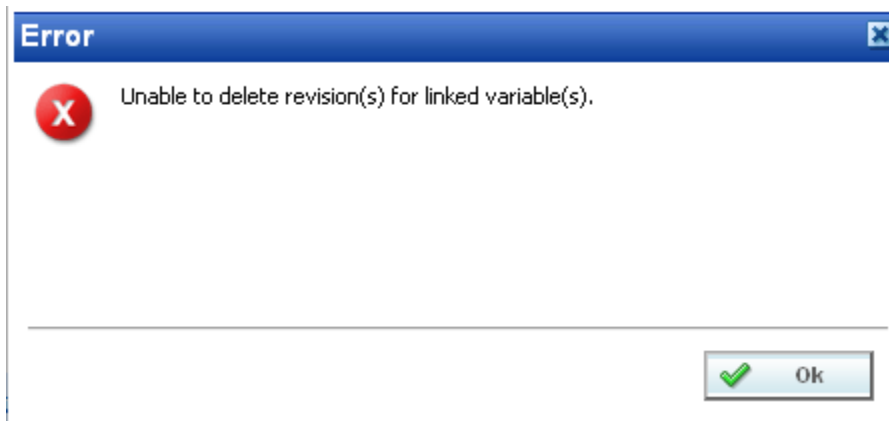 Error
Unable to delete revision(s) for linked variable(s).
Ok